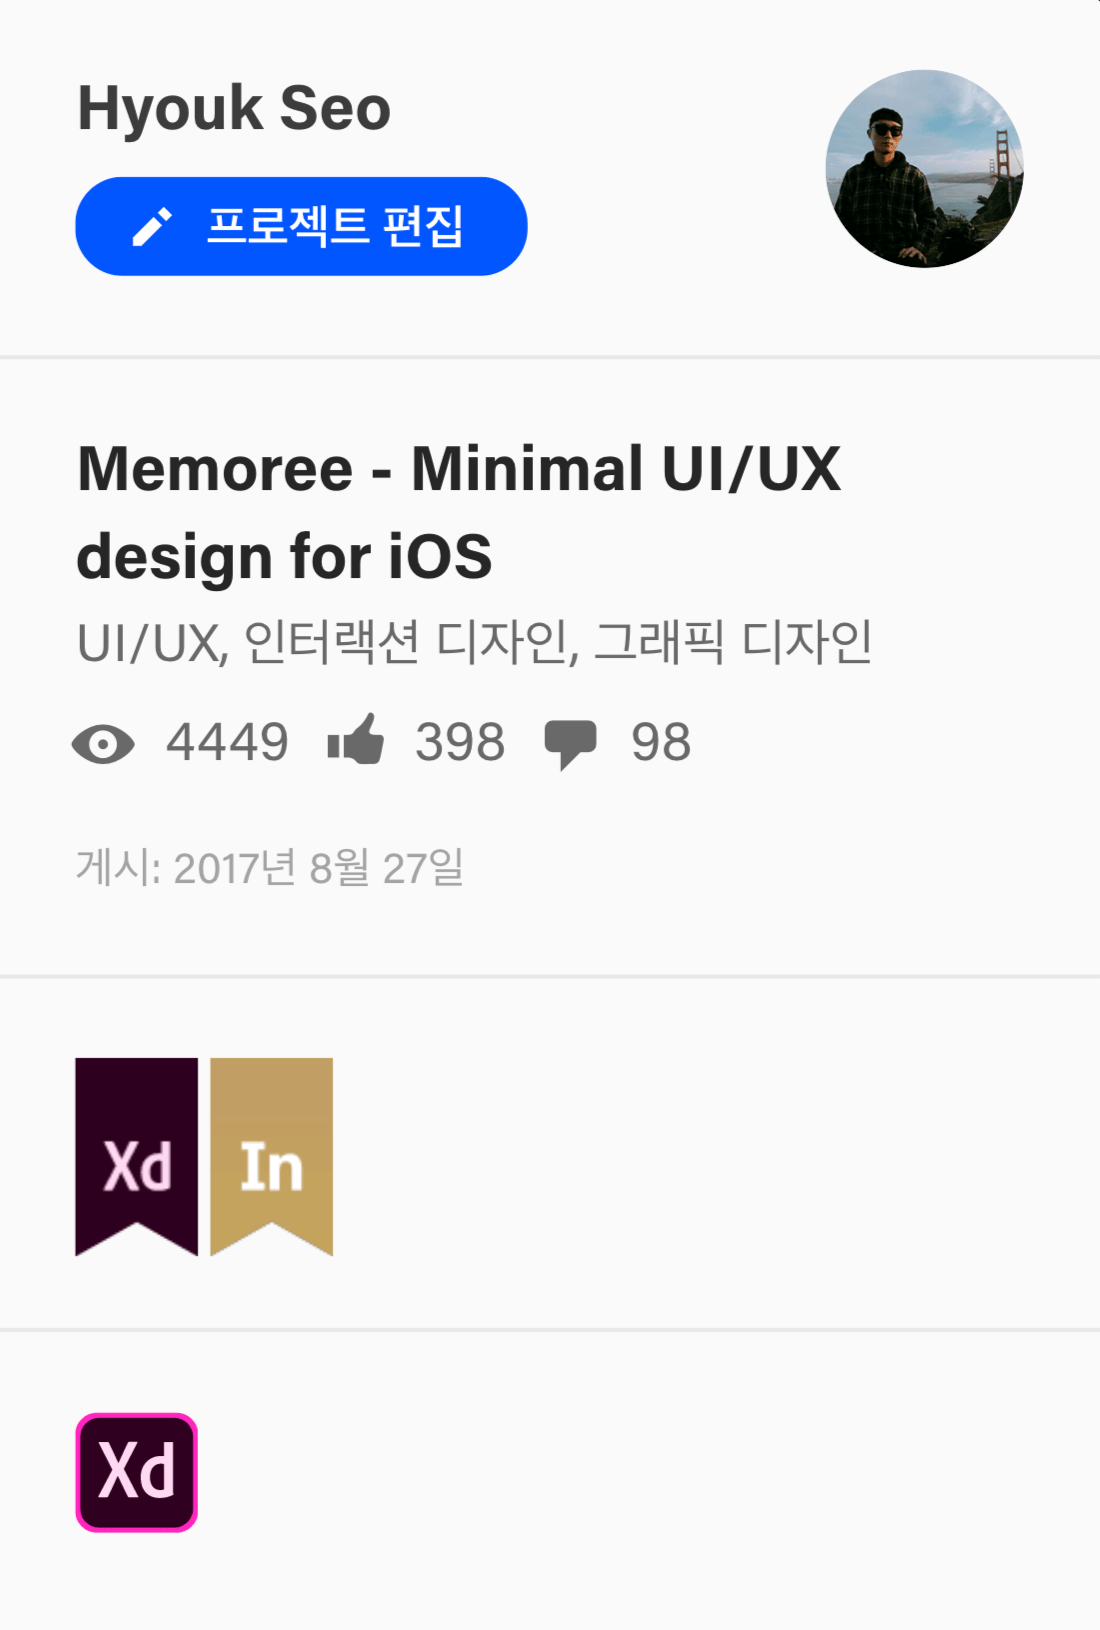 Hyouk Seo
프로젝트 편집
Memoree - Minimal UI/UX
design for iOS
UI/UX, 인터랙션 디자인, 그래픽 디자인
4449 398 98
게시: 2017년 8월 27일
Xd In
Xd